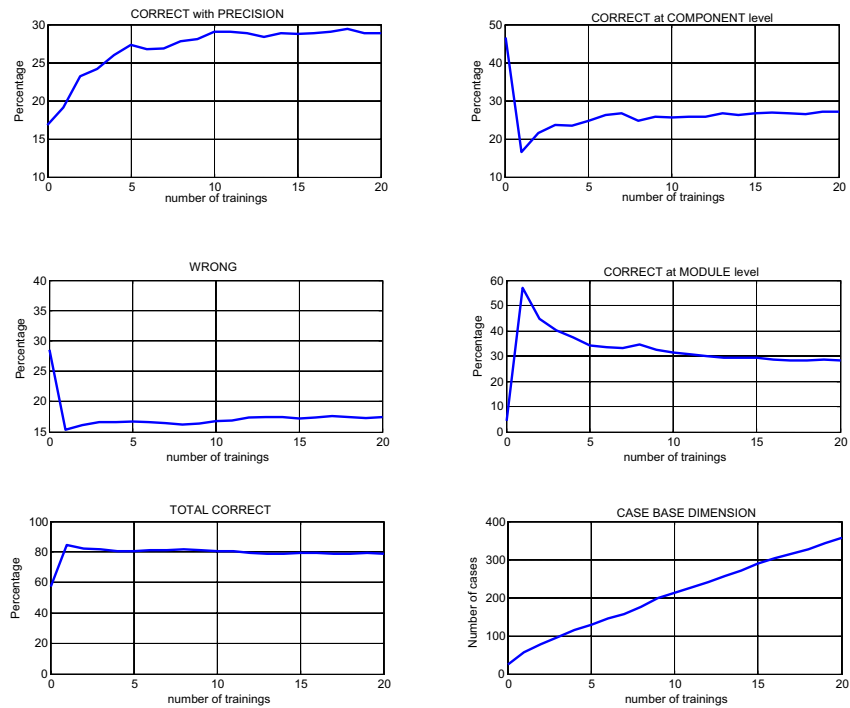 CORRECT with PRECISION
30
25
20
15
10
Percentage
0 5 10 15 20
number of trainings
CORRECT at COMPONENT level
50
40
30
20
10
Percentage
0 5 10 15 20
number of trainings
WRONG
40
35
30
25
20
15
Percentage
0 5 10 15 20
number of trainings
CORRECT at MODULE level
60
50
40
30
20
10
0
Percentage
0 5 10 15 20
number of trainings
TOTAL CORRECT
100
80
60
40
20
0
Percentage
0 5 10 15 20
number of trainings
CASE BASE DIMENSION
400
300
200
100
0
Number of cases
0 5 10 15 20
number of trainings